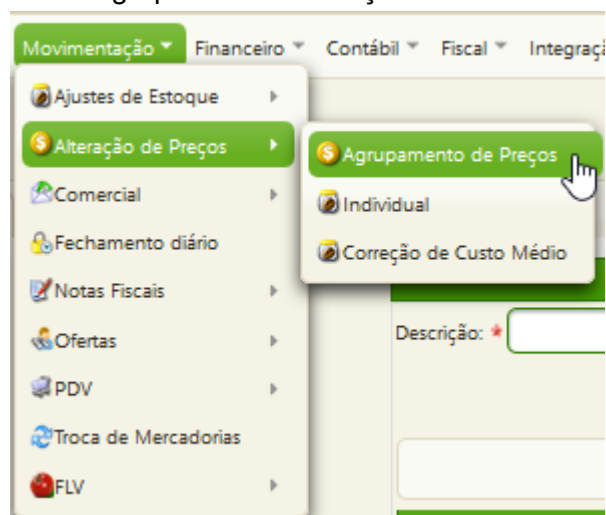 Movimentação Financeiro Contábil Fiscal Integraç
Ajustes de Estoque
Alteração de Preços
Agrupamento de Preços
Comercial
Individual
Fechamento diário
Correção de Custo Médio
Notas Fiscais
Ofertas
Descrição: *
PDV
Troca de Mercadorias
FLV